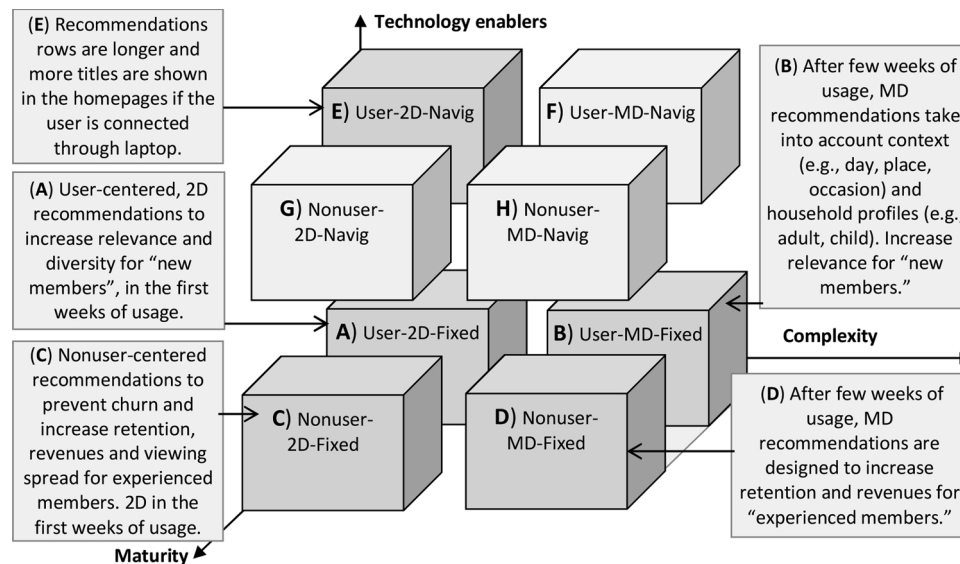 Technology enablers
(E) Recommendations
rows are longer and
more titles are shown
in the homepages if the
user is connected
through laptop.
E) User-2D-Navig
F) User-MD-Navig
G) Nonuser-
2D-Navig
H) Nonuser-
MD-Navig
(B) After few weeks of
usage, MD
recommendations take
into account context
(e.g., day, place,
occasion) and
household profiles (e.g.,
adult, child). Increase
relevance for “new
members.”
(A) User-centered, 2D
recommendations to
increase relevance and
diversity for “new
members”, in the first
weeks of usage.
A) User-2D-Fixed
B) User-MD-Fixed
Complexity
(C) Nonuser-centered
recommendations to
prevent churn and
increase retention,
revenues and viewing
spread for experienced
members. 2D in the
first weeks of usage.
C) Nonuser-
2D-Fixed
D) Nonuser-
MD-Fixed
(D) After few weeks of
usage, MD
recommendations are
designed to increase
retention and revenues for
“experienced members.”
Maturity